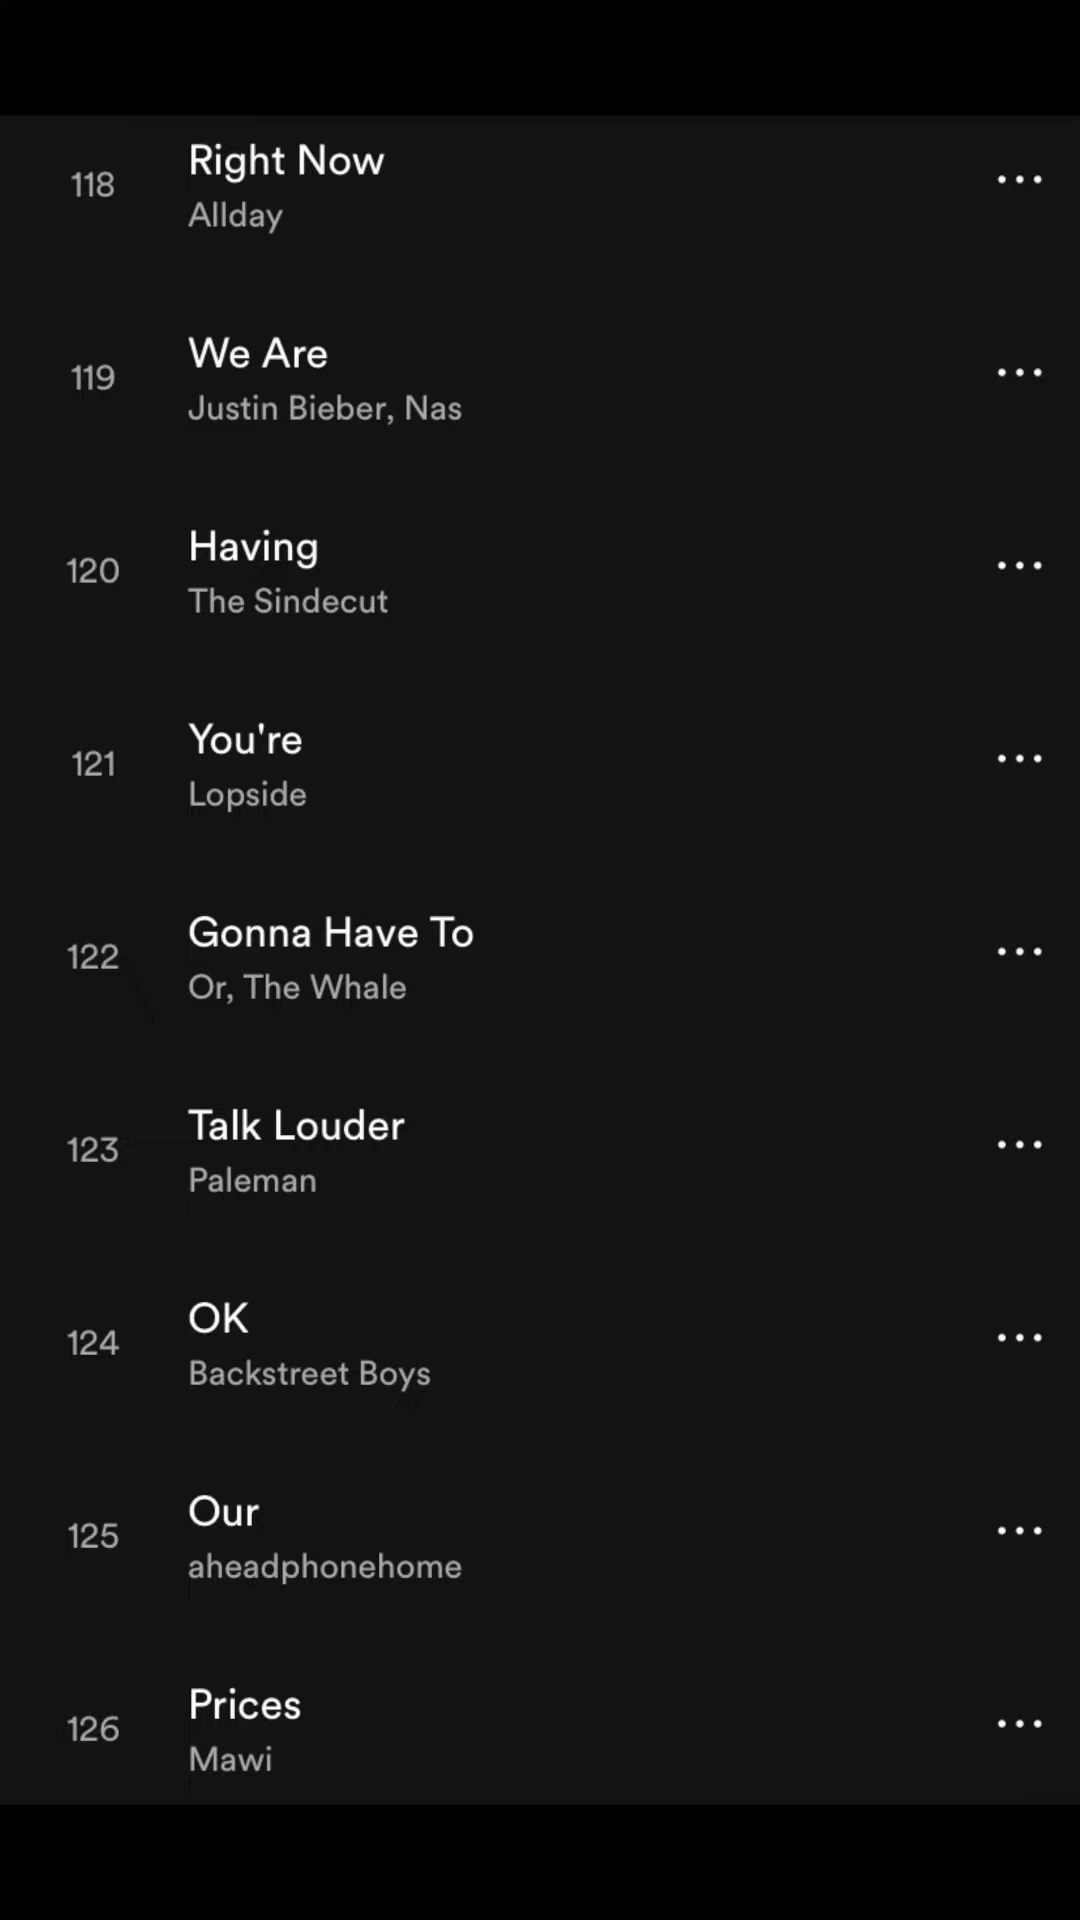 118
Right Now
Allday
119
We Are
Justin Bieber, Nas
120
Having
The Sindecut
121
You're
Lopside
122
Gonna Have To
Or, The Whale
123
Talk Louder
Paleman
124
OK
Backstreet Boys
125
Our
aheadphonehome
126
Prices
Mawi